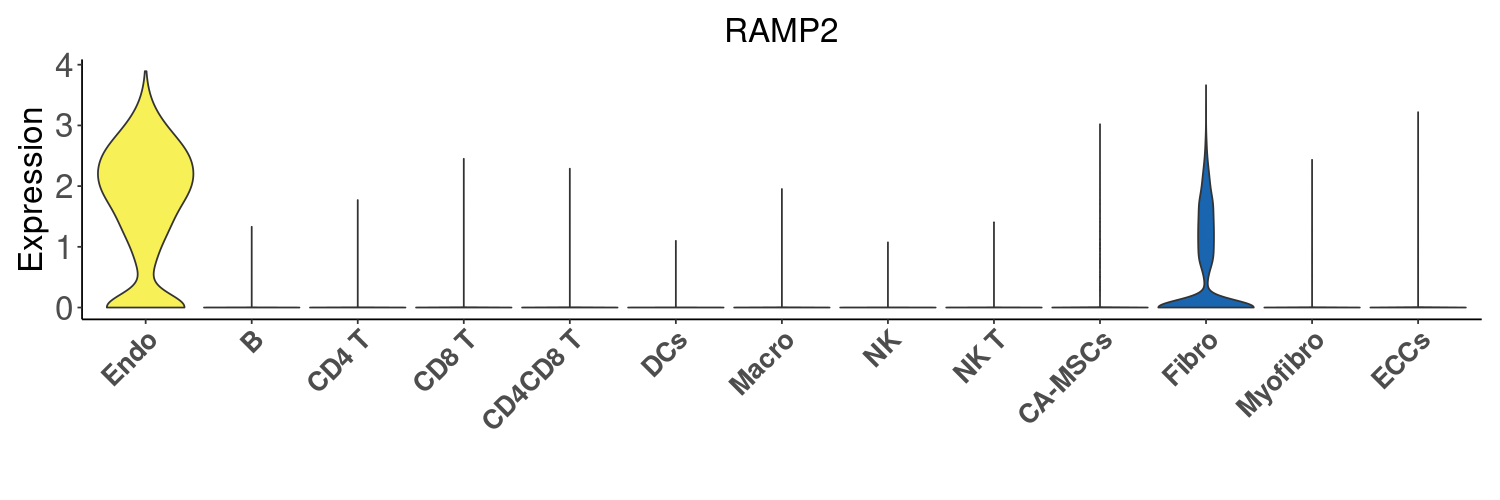 RAMP2
Expression
4
3
2
1
0
Endo
B
CD4 T
CD8 T
CD4CD8 T
DCs
Macro
NK
NK T
CA-MSCs
Fibro
Myofibro
ECCs